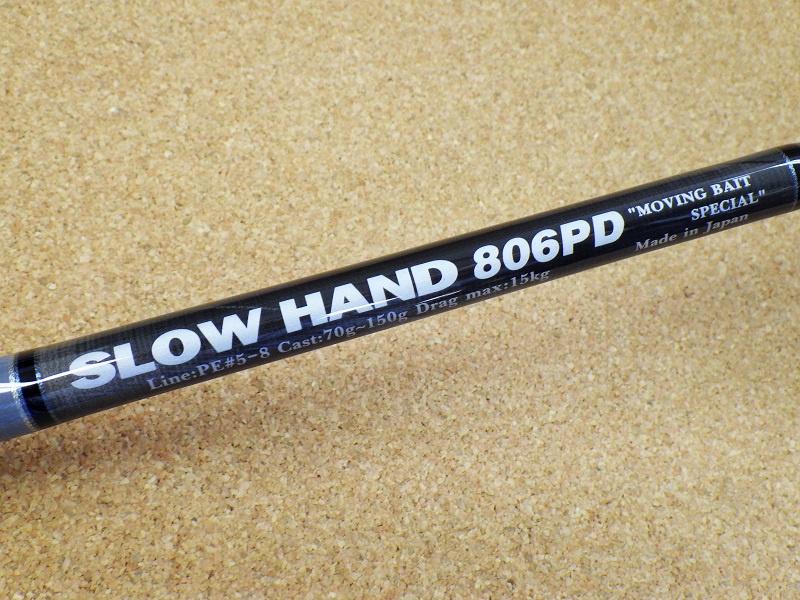 SLOW HAND 806PD
"MOVING BAIT
SPECIAL"
Line:PE#5-8 Cast:70g~150g Drag max:15kg
Made in Japan